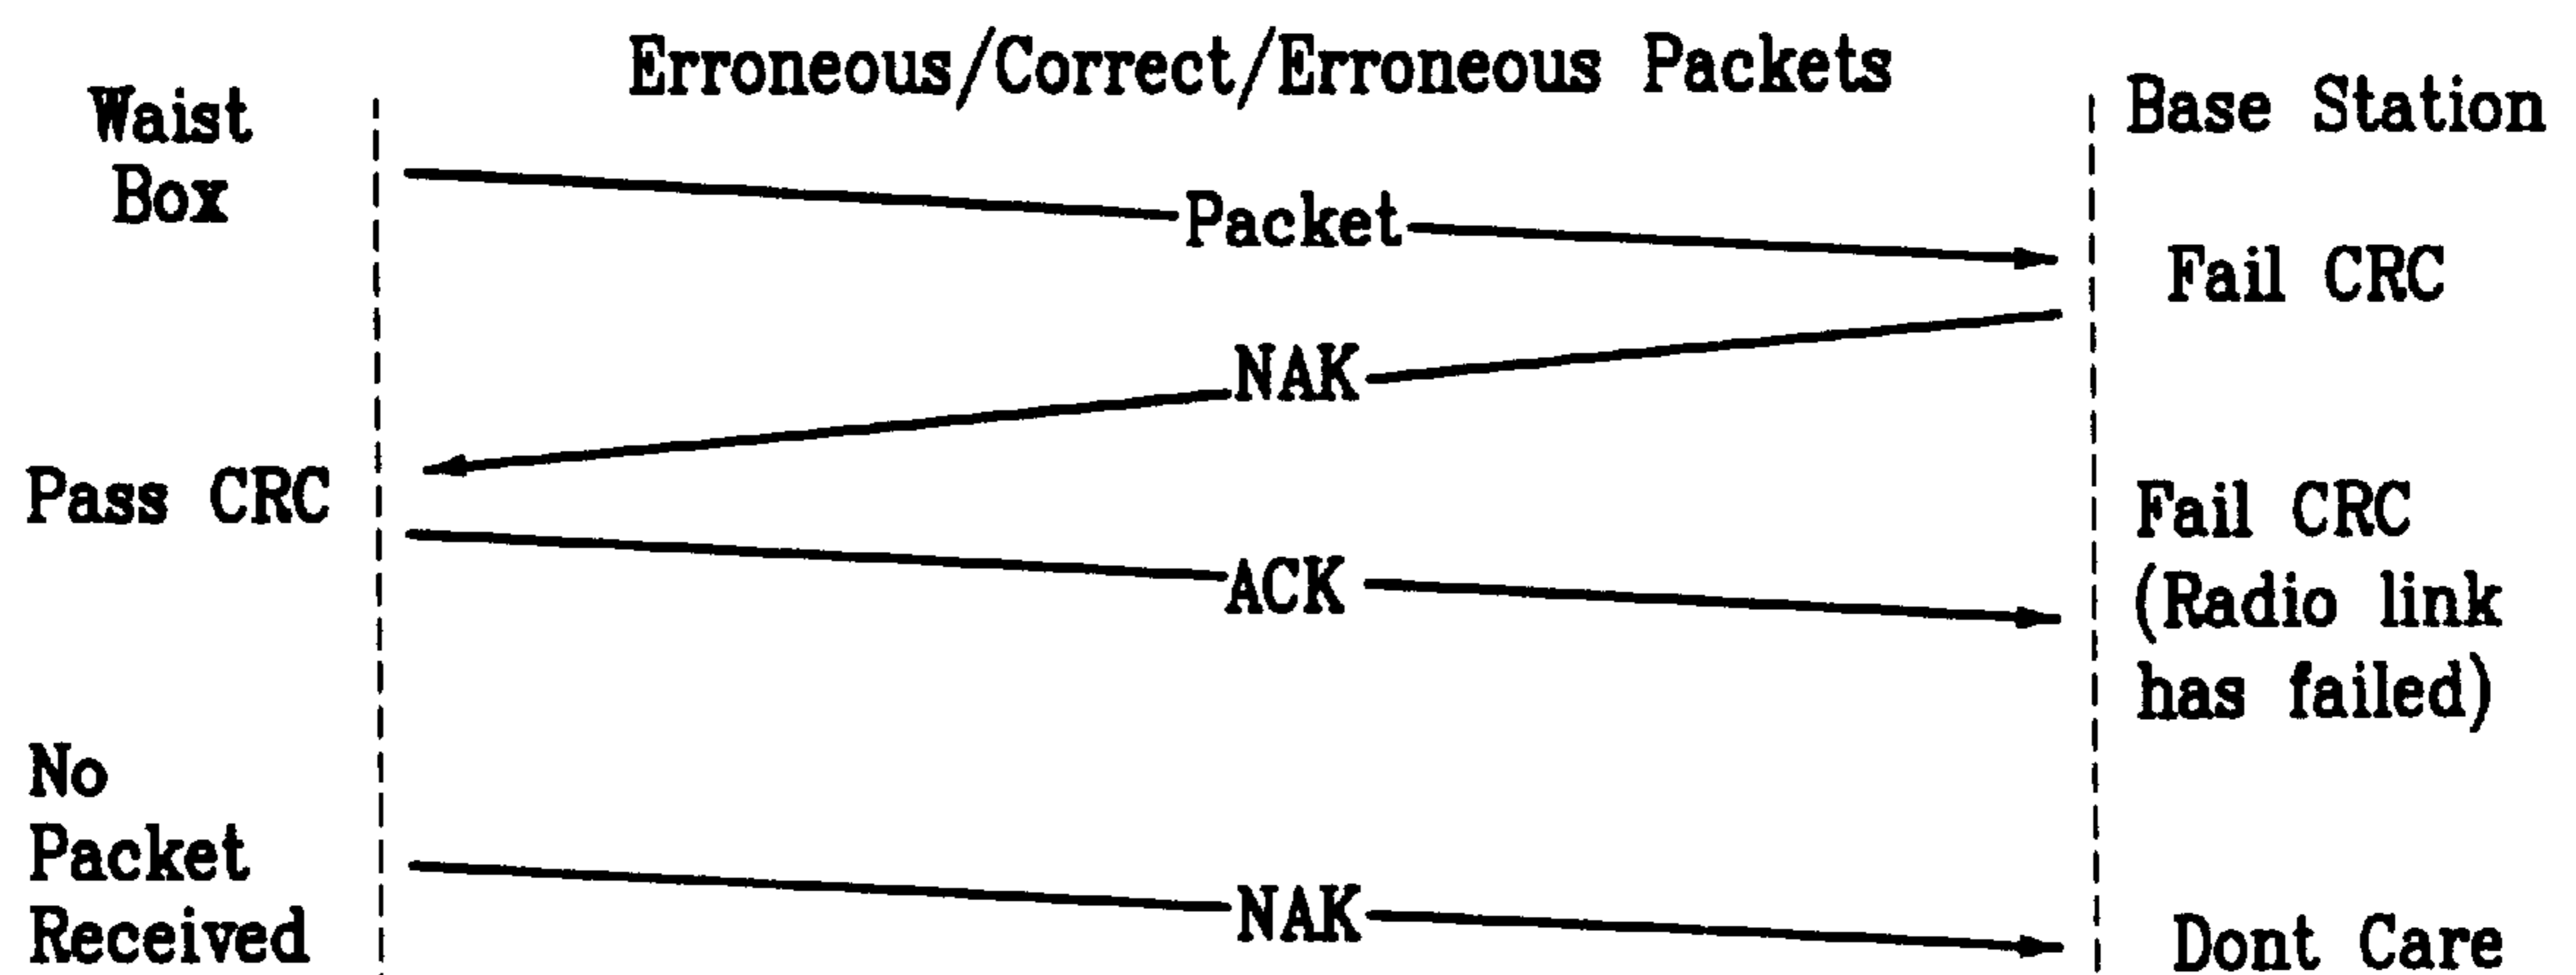 Erroneous/Correct/Erroneous Packets
Waist
Box
Base Station
Packet
Fail CRC
NAK
Pass CRC
Fail CRC
(Radio link
has failed)
ACK
No
Packet
Received
NAK
Dont Care